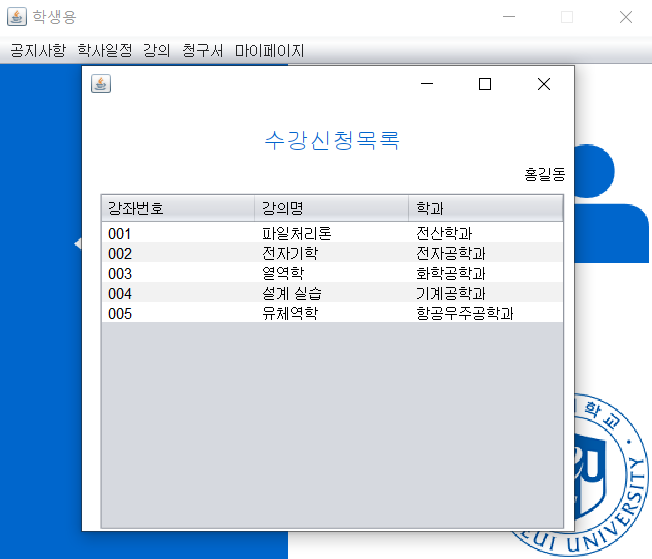 학생용
공지사항 학사일정 강의 청구서 마이페이지
수강신청목록
홍길동
강좌번호 강의명 학과
001 파일처리론 전산학과
002 전자기학 전자공학과
003 열역학 화학공학과
004 설계 실습 기계공학과
005 유체역학 항공우주공학과
학교
EUI UNIVERSITY